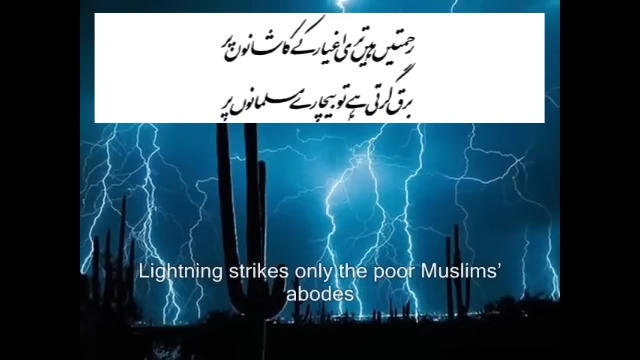 رحمتیں ہیں تری اغیار کے کاشانوں پر
برق گرتی ہے تو بیچارے مسلمانوں پر
Lightning strikes only the poor Muslims'
abodes